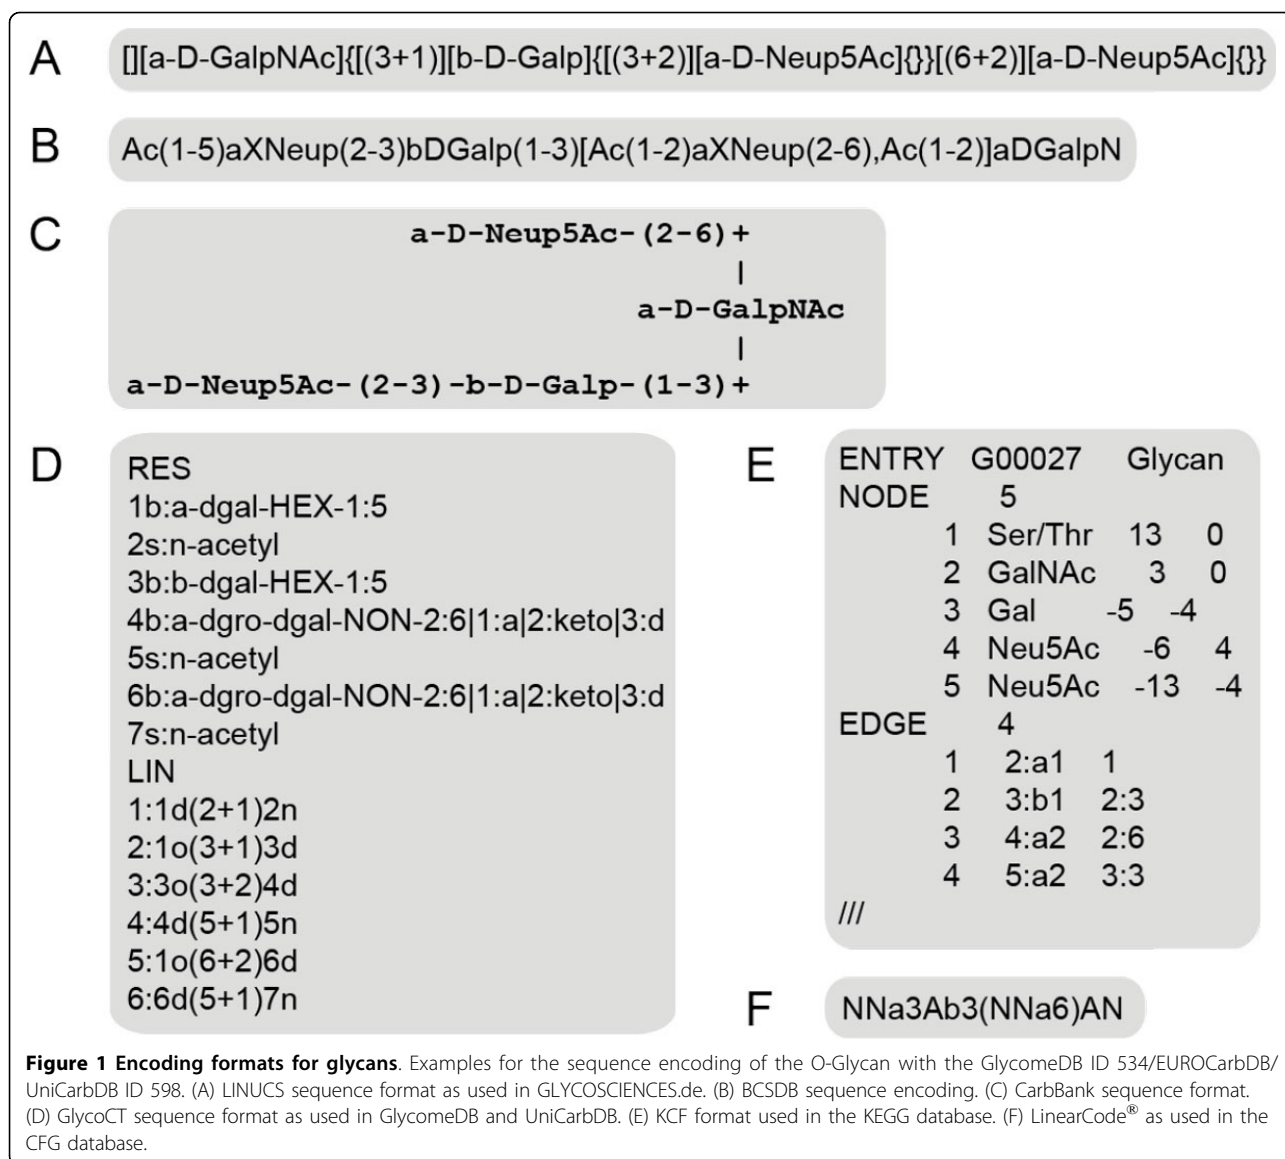 A
[][a-D-GalpNAc]{[(3+1)][b-D-Galp]{[(3+2)][a-D-Neup5Ac]{}}[(6+2)][a-D-Neup5Ac]{}}
B
Ac(1-5)aXNeup(2-3)bDGalp(1-3)[Ac(1-2)aXNeup(2-6),Ac(1-2)]aDGalpN
C
a-D-Neup5Ac-(2-6)+
|
a-D-GalpNAc
|
a-D-Neup5Ac-(2-3)-b-D-Galp-(1-3)+
D
RES
1b:a-dgal-HEX-1:5
2s:n-acetyl
3b:b-dgal-HEX-1:5
4b:a-dgro-dgal-NON-2:6|1:a|2:keto|3:d
5s:n-acetyl
6b:a-dgro-dgal-NON-2:6|1:a|2:keto|3:d
7s:n-acetyl
LIN
1:1d(2+1)2n
2:1o(3+1)3d
3:3o(3+2)4d
4:4d(5+1)5n
5:1o(6+2)6d
6:6d(5+1)7n
E
ENTRY G00027 Glycan
NODE 5
1 Ser/Thr 13 0
2 GalNAc 3 0
3 Gal -5 -4
4 Neu5Ac -6 4
5 Neu5Ac -13 -4
EDGE 4
1 2:a1 1
2 3:b1 2:3
3 4:a2 2:6
4 5:a2 3:3
///
F
NNa3Ab3(NNa6)AN
Figure 1 Encoding formats for glycans. Examples for the sequence encoding of the O-Glycan with the GlycomeDB ID 534/EUROCarbDB/
UniCarbDB ID 598. (A) LINUCS sequence format as used in GLYCOSCIENCES.de. (B) BCSDB sequence encoding. (C) CarbBank sequence format.
(D) GlycoCT sequence format as used in GlycomeDB and UniCarbDB. (E) KCF format used in the KEGG database. (F) LinearCode® as used in the
CFG database.